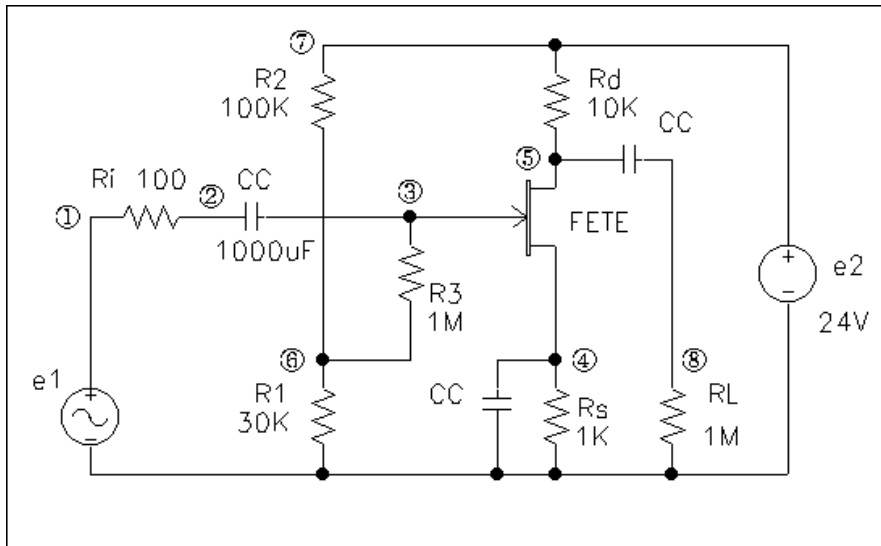 ⑦
R2
100K
Rd
10K
CC
⑤
Ri 100
②
CC
③
①
1000uF
FETE
R3
1M
e2
24V
⑥
④
⑧
e1
R1
30K
CC
Rs
1K
RL
1M